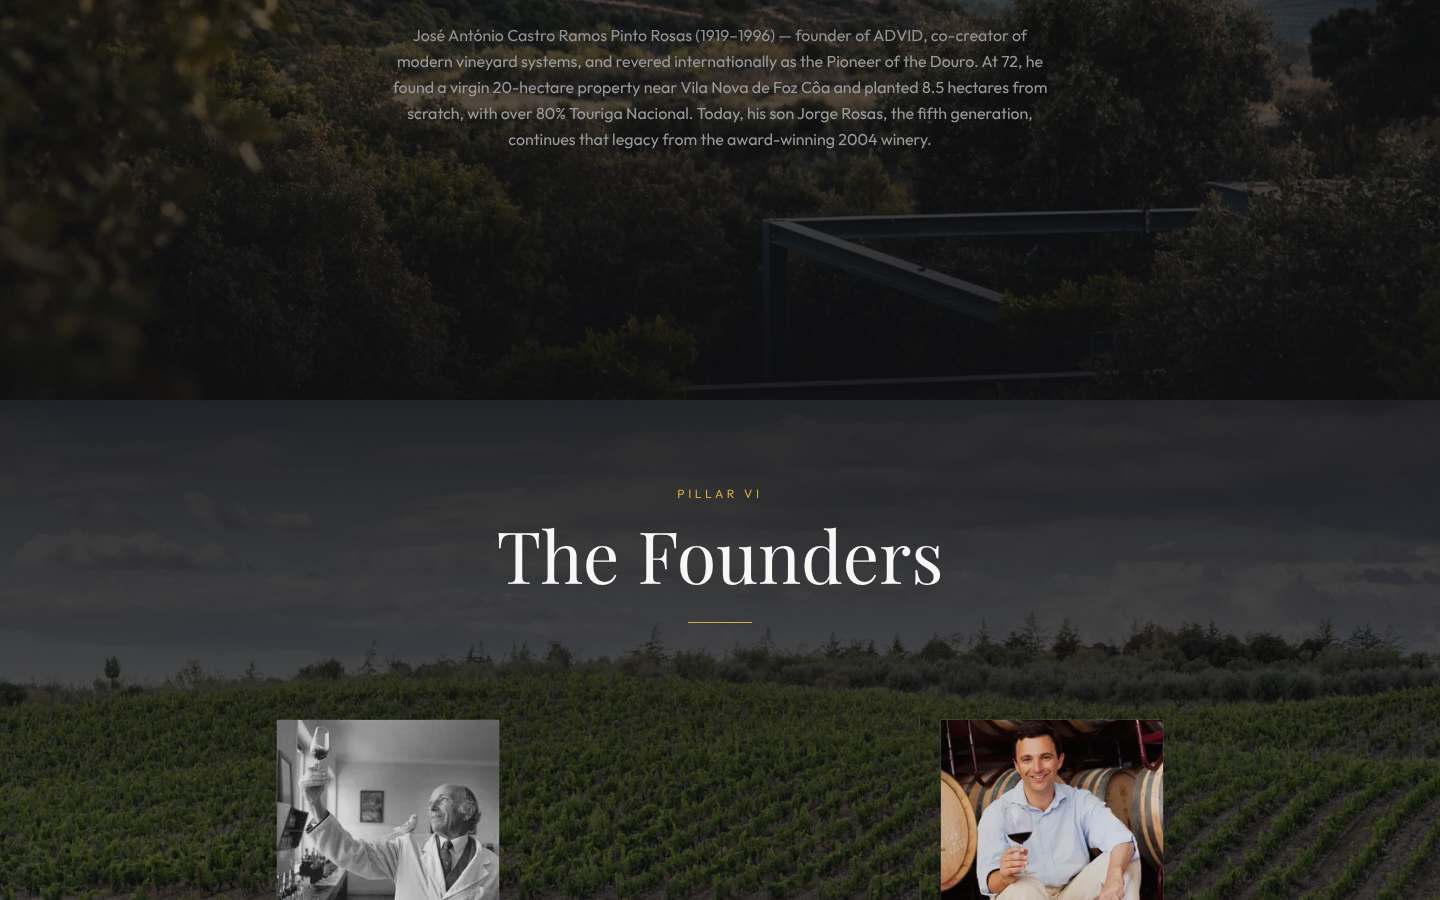 José António Castro Ramos Pinto Rosas (1919–1996) — founder of ADVID, co-creator of
modern vineyard systems, and revered internationally as the Pioneer of the Douro. At 72, he
found a virgin 20-hectare property near Vila Nova de Foz Côa and planted 8.5 hectares from
scratch, with over 80% Touriga Nacional. Today, his son Jorge Rosas, the fifth generation,
continues that legacy from the award-winning 2004 winery.
PILLAR VI
The Founders